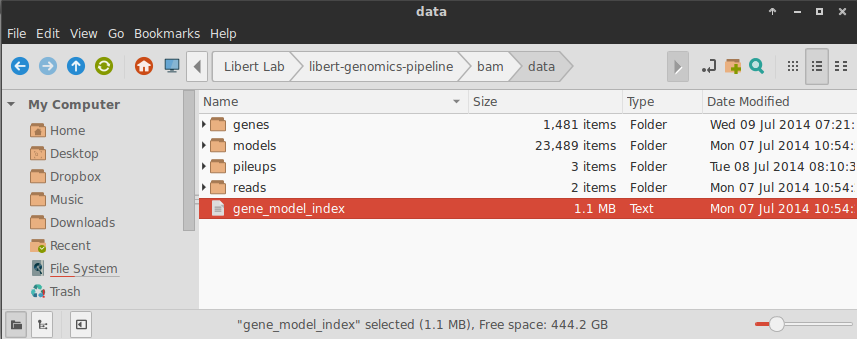 data
File Edit View Go Bookmarks Help
Libert Lab libert-genomics-pipeline bam data
My Computer
Home
Desktop
Dropbox
Music
Downloads
Recent
File System
Trash
Name Size Type Date Modified
genes 1,481 items Folder Wed 09 Jul 2014 07:21:
models 23,489 items Folder Mon 07 Jul 2014 10:54:
pileups 3 items Folder Tue 08 Jul 2014 08:10:3
reads 2 items Folder Mon 07 Jul 2014 10:54:
gene_model_index 1.1 MB Text Mon 07 Jul 2014 10:54:
"gene_model_index" selected (1.1 MB), Free space: 444.2 GB